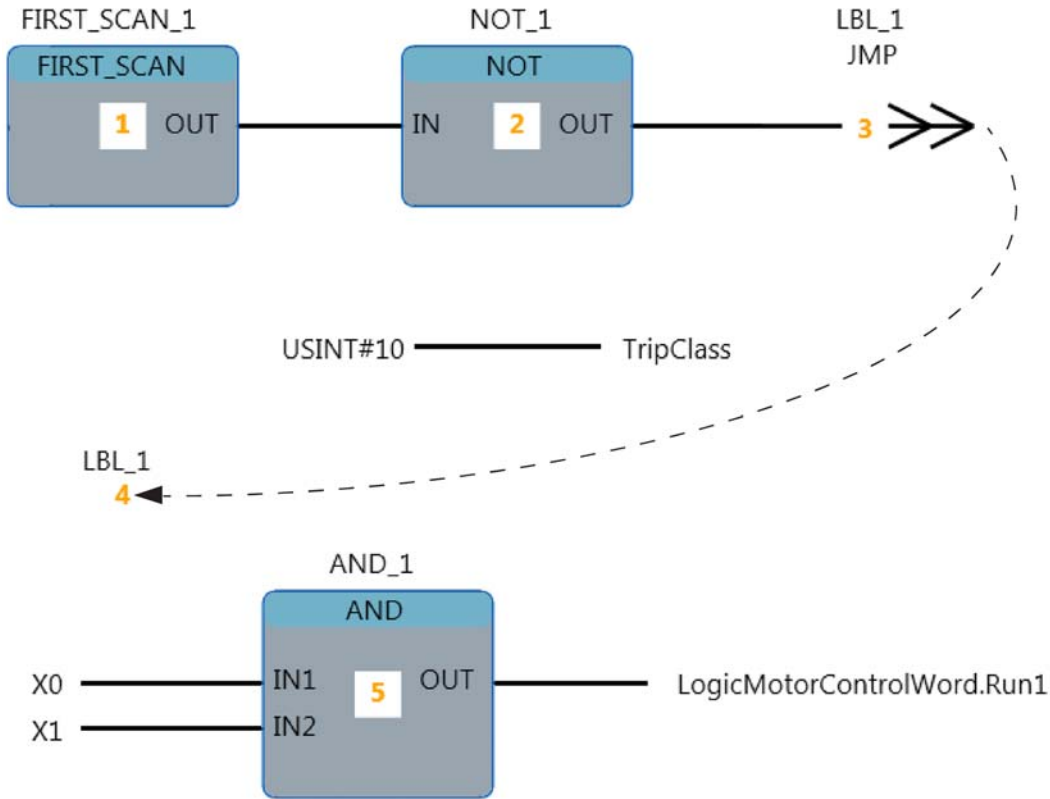 FIRST_SCAN_1
NOT_1
LBL_1
JMP
FIRST_SCAN
NOT
1 OUT
IN 2 OUT
3
USINT#10 TripClass
LBL_1
4
AND_1
AND
X0 IN1 5 OUT LogicMotorControlWord.Run1
X1 IN2